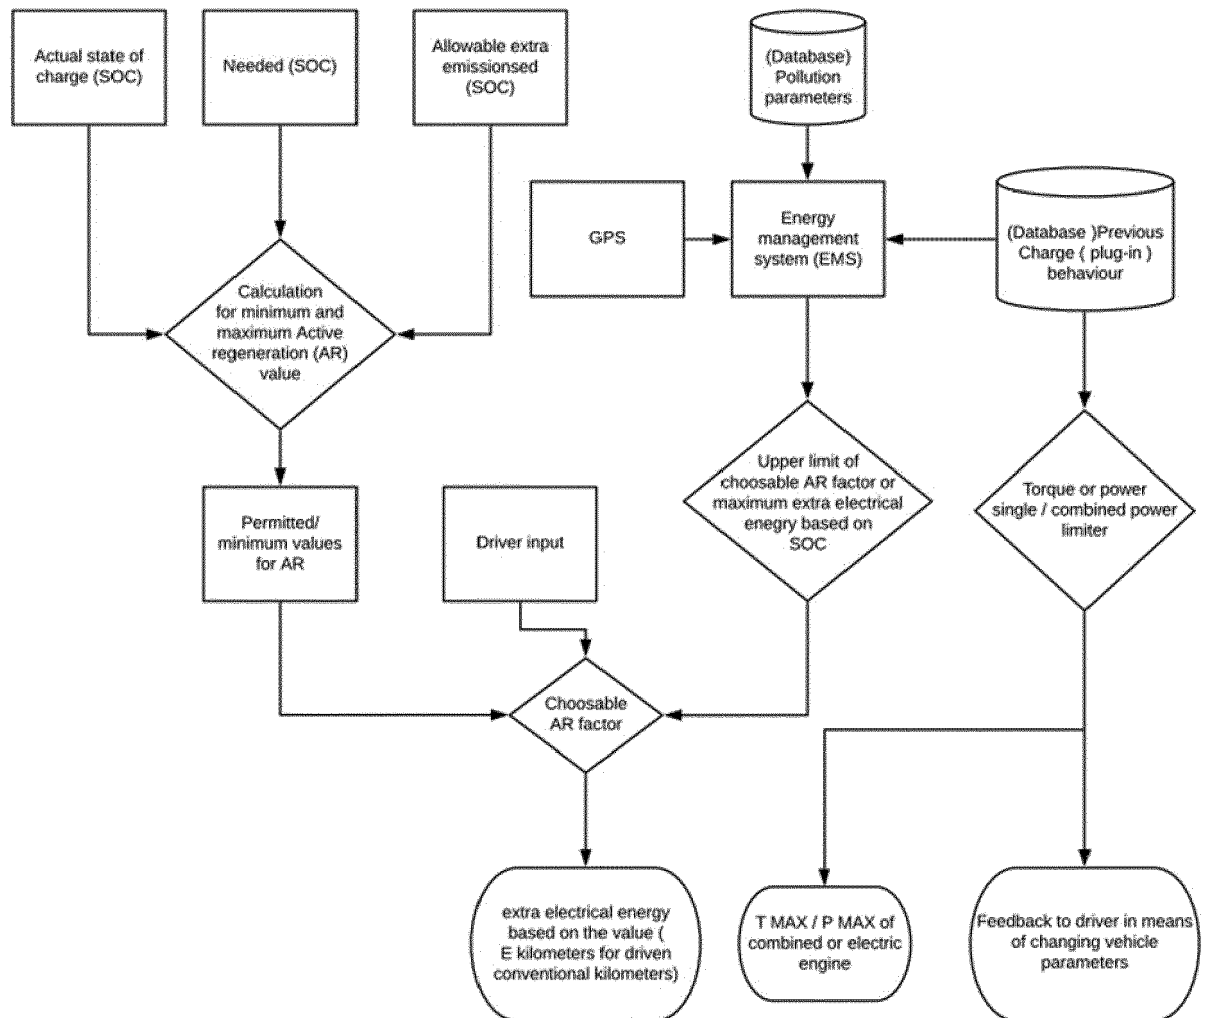 Actual state of
charge (SOC)
Needed (SOC)
Allowable extra
emissionsed
(SOC)
(Database)
Pollution
parameters
GPS
Energy
management
system (EMS)
(Database )Previous
Charge ( plug-in )
behaviour
Calculation
for minimum and
maximum Active
regeneration (AR)
value
Upper limit of
choosable AR factor or
maximum extra electrical
enegry based on
SOC
Torque or power
single / combined power
limiter
Permitted/
minimum values
for AR
Driver input
Choosable
AR factor
extra electrical energy
based on the value (
E kilometers for driven
conventional kilometers)
T MAX / P MAX of
combined or electric
engine
Feedback to driver in means
of changing vehicle
parameters